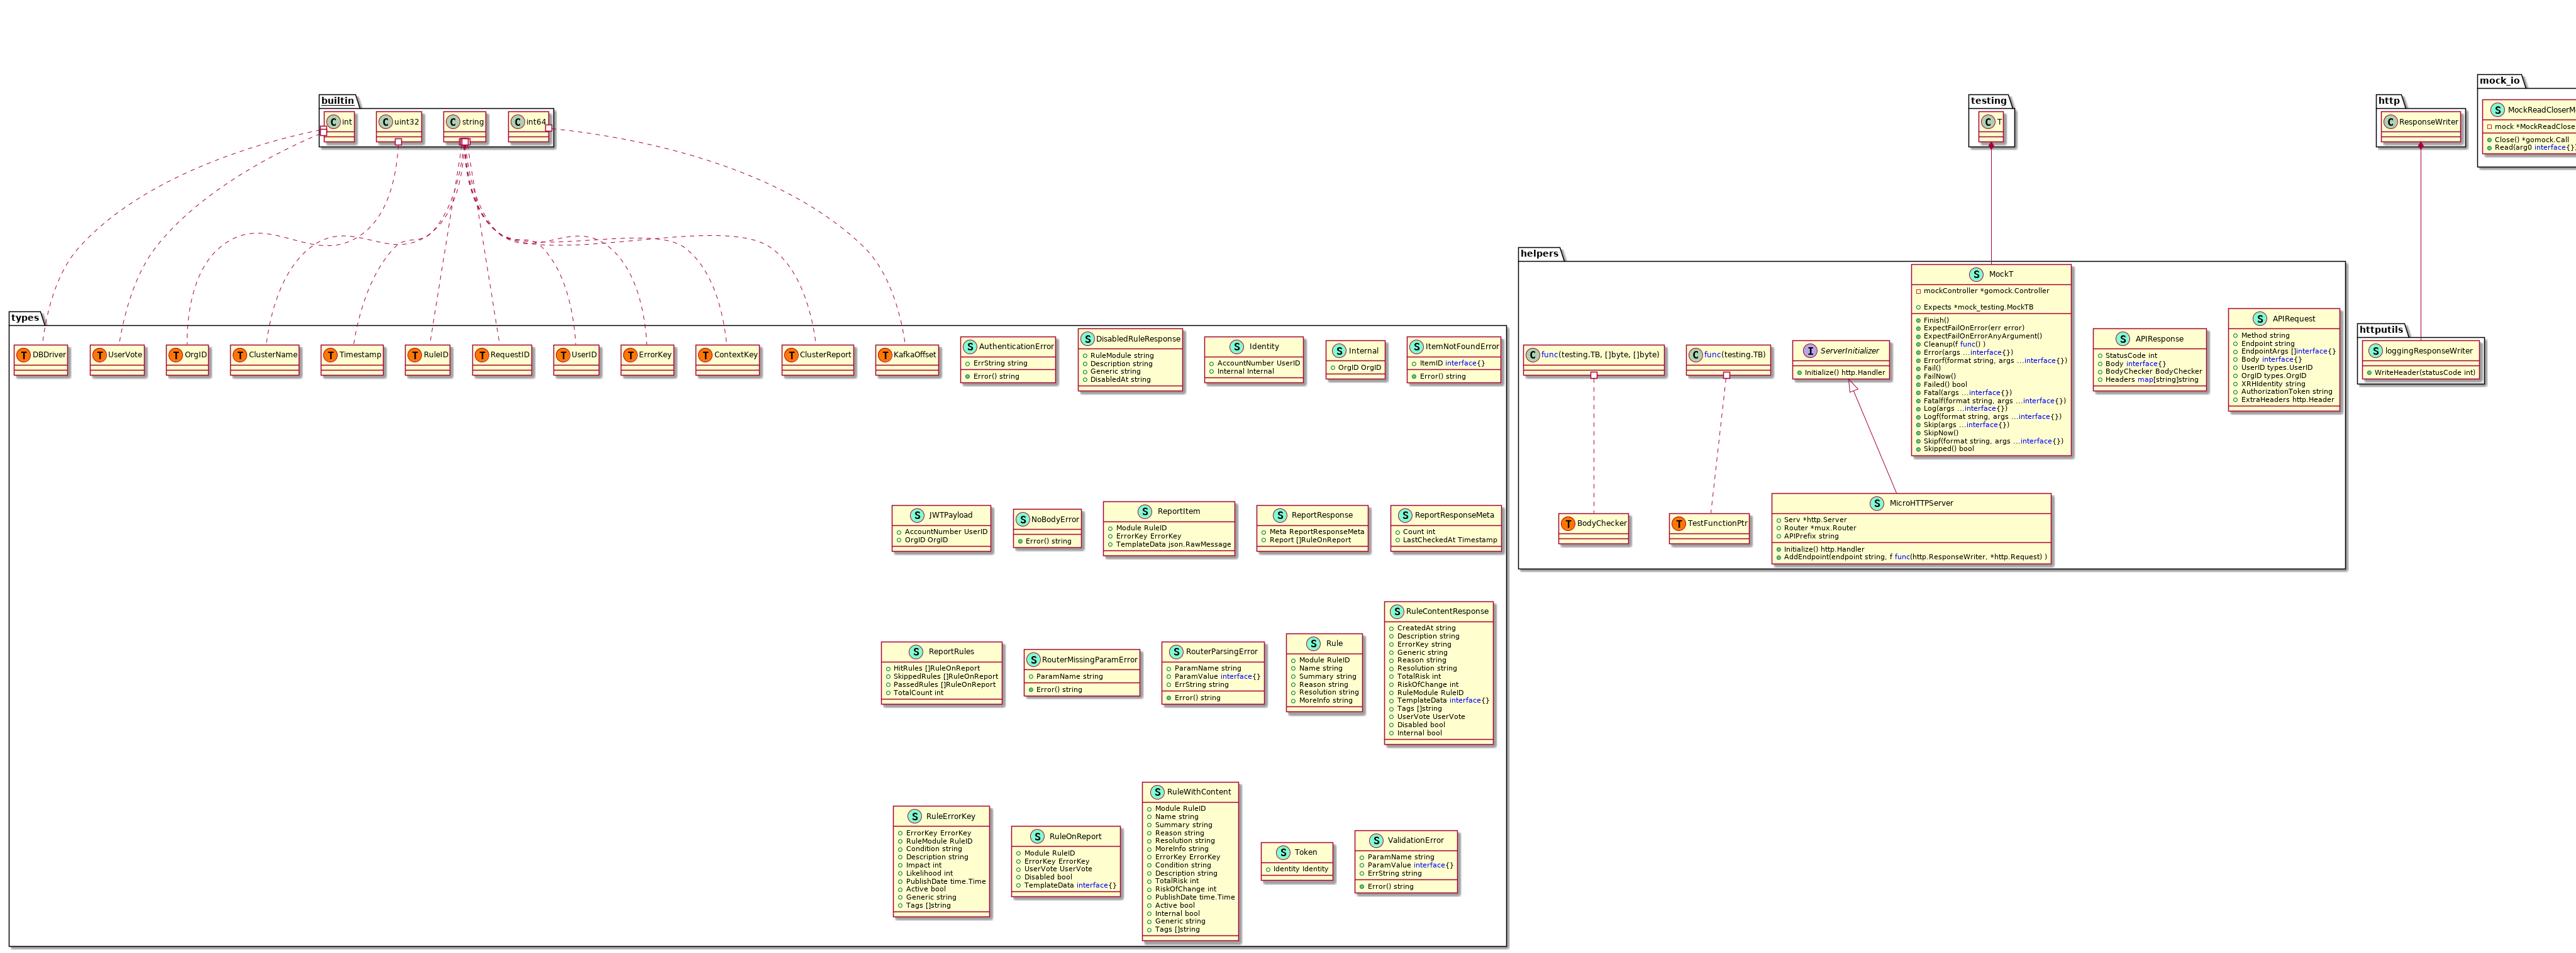 builtin
C int
C uint32
C string
C int64
types
T DBDriver
T UserVote
T OrgID
T ClusterName
T Timestamp
T RuleID
T RequestID
T UserID
T ErrorKey
T ContextKey
T ClusterReport
T KafkaOffset
S AuthenticationError
ErrString string
Error() string
S DisabledRuleResponse
RuleModule string
Description string
Generic string
DisabledAt string
S Identity
AccountNumber UserID
Internal Internal
S Internal
OrgID OrgID
S ItemNotFoundError
ItemID interface{}
Error() string
S JWTPayload
AccountNumber UserID
OrgID OrgID
S NoBodyError
Error() string
S ReportItem
Module RuleID
ErrorKey ErrorKey
TemplateData json.RawMessage
S ReportResponse
Meta ReportResponseMeta
Report []RuleOnReport
S ReportResponseMeta
Count int
LastCheckedAt Timestamp
S ReportRules
HitRules []RuleOnReport
SkippedRules []RuleOnReport
PassedRules []RuleOnReport
TotalCount int
S RouterMissingParamError
ParamName string
Error() string
S RouterParsingError
ParamName string
ParamValue interface{}
ErrString string
Error() string
S Rule
Module RuleID
Name string
Summary string
Reason string
Resolution string
MoreInfo string
S RuleContentResponse
CreatedAt string
Description string
ErrorKey string
Generic string
Reason string
Resolution string
TotalRisk int
RiskOfChange int
RuleModule RuleID
TemplateData interface{}
Tags []string
UserVote UserVote
Disabled bool
Internal bool
S RuleErrorKey
ErrorKey ErrorKey
RuleModule RuleID
Condition string
Description string
Impact int
Likelihood int
PublishDate time.Time
Active bool
Generic string
Tags []string
S RuleOnReport
Module RuleID
ErrorKey ErrorKey
UserVote UserVote
Disabled bool
TemplateData interface{}
S RuleWithContent
Module RuleID
Name string
Summary string
Reason string
Resolution string
MoreInfo string
ErrorKey ErrorKey
Condition string
Description string
TotalRisk int
RiskOfChange int
PublishDate time.Time
Active bool
Internal bool
Generic string
Tags []string
S Token
Identity Identity
S ValidationError
ParamName string
ParamValue interface{}
ErrString string
Error() string
testing
C T
helpers
C func(testing.TB, []byte, []byte)
C func(testing.TB)
I ServerInitializer
Initialize() http.Handler
S MockT
mockController *gomock.Controller
Expects *mock_testing.MockTB
Finish()
ExpectFailOnError(err error)
ExpectFailOnErrorAnyArgument()
Cleanup(f func() )
Error(args ...interface{})
Errorf(format string, args ...interface{})
Fail()
FailNow()
Failed() bool
Fatal(args ...interface{})
Fatalf(format string, args ...interface{})
Log(args ...interface{})
Logf(format string, args ...interface{})
Skip(args ...interface{})
SkipNow()
Skipf(format string, args ...interface{})
Skipped() bool
S APIResponse
StatusCode int
Body interface{}
BodyChecker BodyChecker
Headers map[string]string
S APIRequest
Method string
Endpoint string
EndpointArgs []interface{}
Body interface{}
UserID types.UserID
OrgID types.OrgID
XRHIdentity string
AuthorizationToken string
ExtraHeaders http.Header
T BodyChecker
T TestFunctionPtr
S MicroHTTPServer
Serv *http.Server
Router *mux.Router
APIPrefix string
Initialize() http.Handler
AddEndpoint(endpoint string, f func(http.ResponseWriter, *http.Request) )
http
C ResponseWriter
httputils
S loggingResponseWriter
WriteHeader(statusCode int)
mock_io
S MockReadCloserM
mock *MockReadClose
Close() *gomock.Call
Read(arg0 interface{}